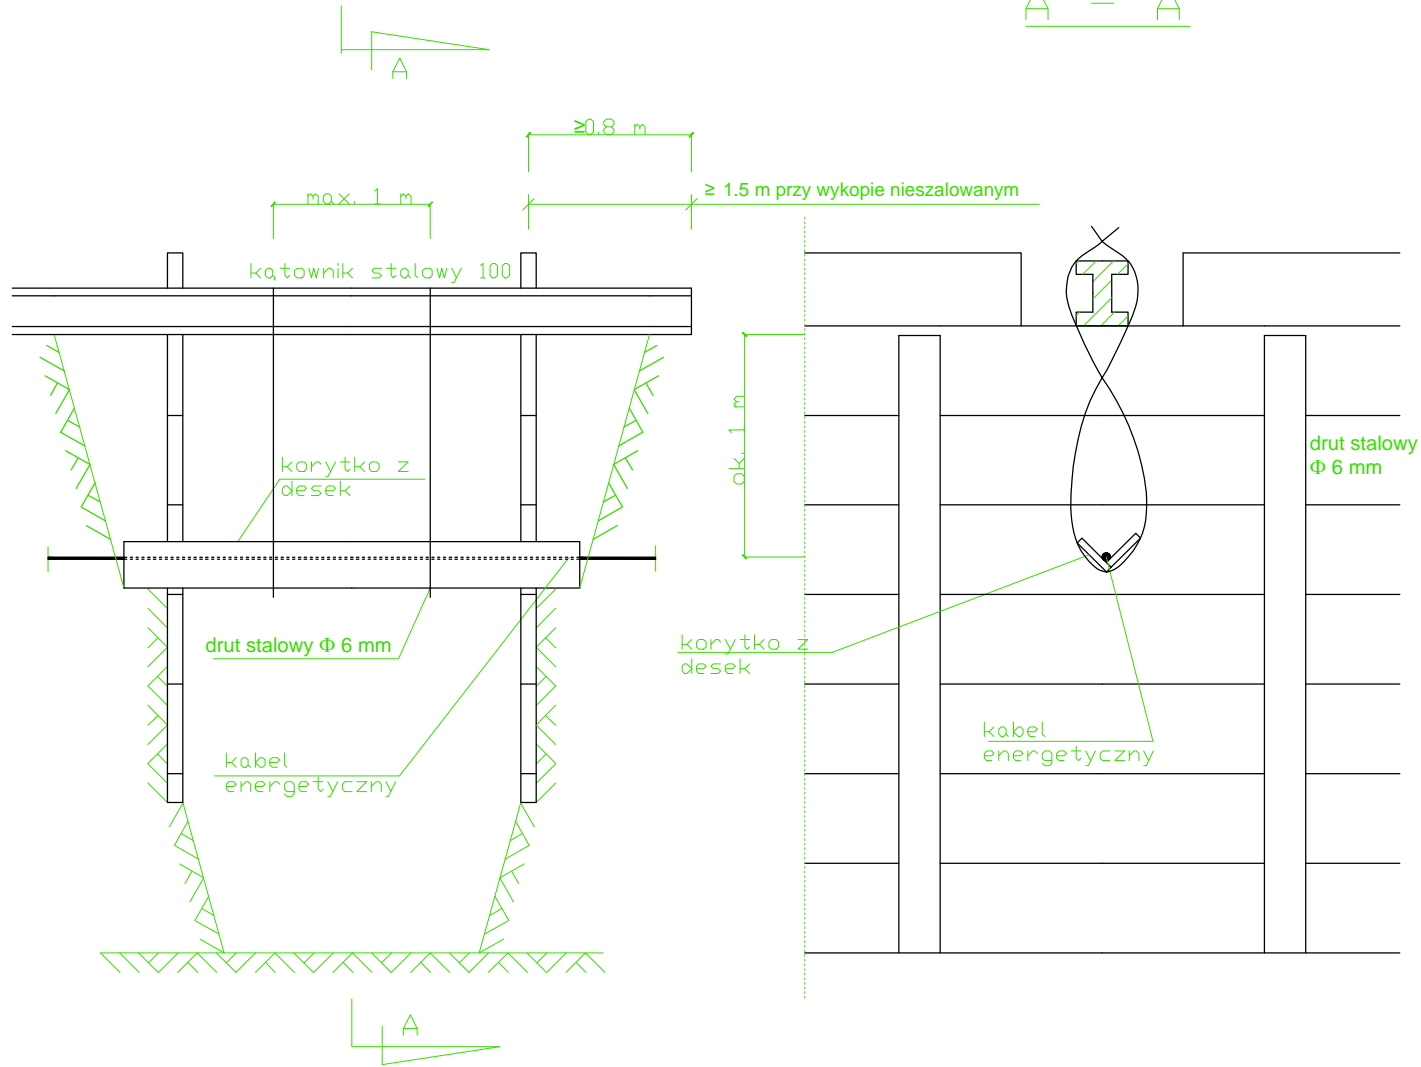 A
A - A
≥0.8 m
≥ 1.5 m przy wykopie nieszalowanym
max. 1 m
kątownik stalowy 100
korytko z
desek
drut stalowy Φ 6 mm
kabel
energetyczny
A
ok. 1 m
drut stalowy
Φ 6 mm
korytko z
desek
kabel
energetyczny